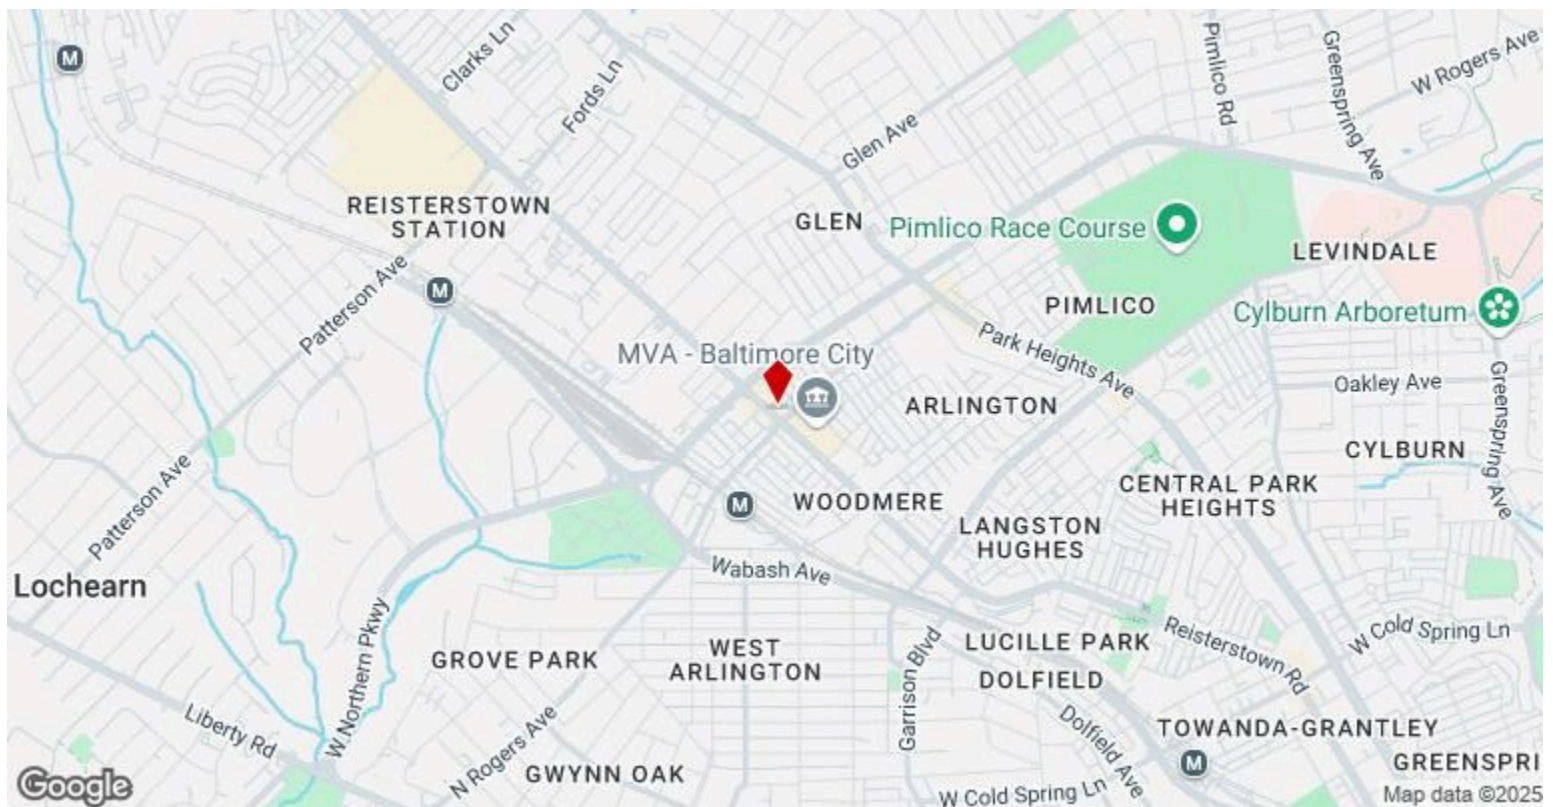 M
Clarks Ln
Fords Ln
Glen Ave
Pimlico Rd
Greenspring Ave
W Rogers Ave
REISTERSTOWN
STATION
GLEN
Pimlico Race Course
LEVINDALE
Patterson Ave
M
PIMLICO
Cylburn Arboretum
MVA - Baltimore City
Park Heights Ave
Oakley Ave
Greenspring Ave
ARLINGTON
CYLBURN
Patterson Ave
M
WOODMERE
CENTRAL PARK
HEIGHTS
LANGSTON
HUGHES
Lochearn
Wabash Ave
W Northern Pkwy
GROVE PARK
WEST
ARLINGTON
Garrison Blvd
LUCILLE PARK
DOLFIELD
Reisterstown Rd
W Cold Spring Ln
Liberty Rd
N Rogers Ave
GWYNN OAK
Dolfield Ave
TOWANDA-GRANTLEY
M
GREENSPRI
W Cold Spring Ln
Google
Map data ©2025